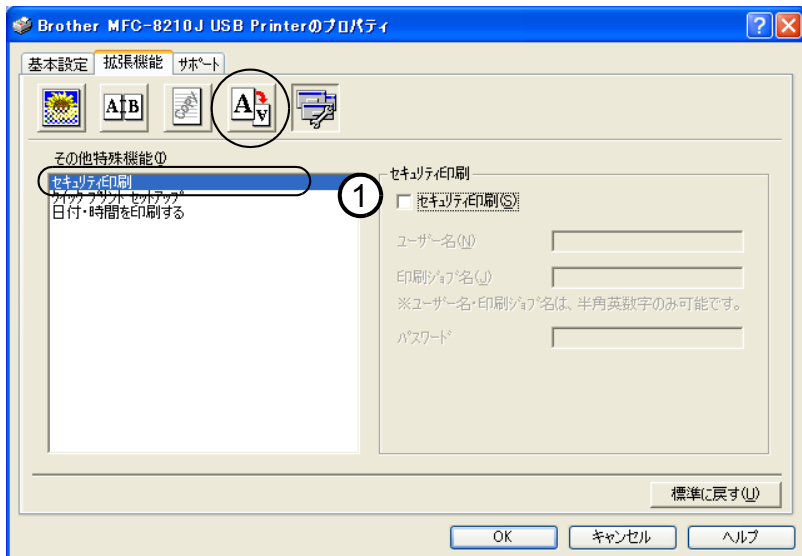 Brother MFC-8210J USB Printerのプロパティ
基本設定 拡張機能 サポート
A B
A A
その他特殊機能(I)
セキュリティ印刷
クイックプリント セットアップ
日付・時間を印刷する
1
セキュリティ印刷
セキュリティ印刷(S)
ユーザー名(N)
印刷ジョブ名(J)
※ユーザー名・印刷ジョブ名は、半角英数字のみ可能です。
パスワード
標準に戻す(U)
OK キャンセル ヘルプ